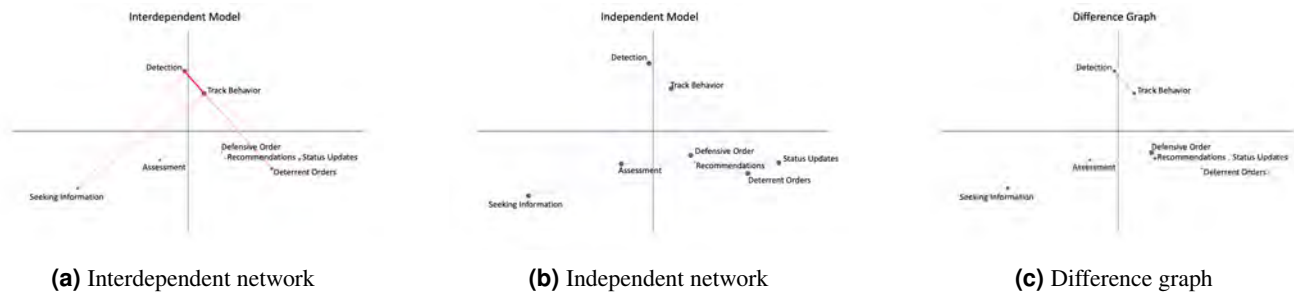 Interdependent Model
Detection
Track Behavior
Defensive Order
Recommendations
Status Updates
Assessment
Deterrent Orders
Seeking Information
(a) Interdependent network
Independent Model
Detection
Track Behavior
Defensive Order
Recommendations
Status Updates
Assessment
Deterrent Orders
Seeking Information
(b) Independent network
Difference Graph
Detection
Track Behavior
Defensive Order
Recommendations
Status Updates
Assessment
Deterrent Orders
Seeking Information
(c) Difference graph